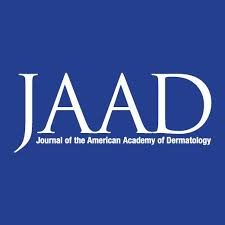 JAAD
Journal of the American Academy of Dermatology